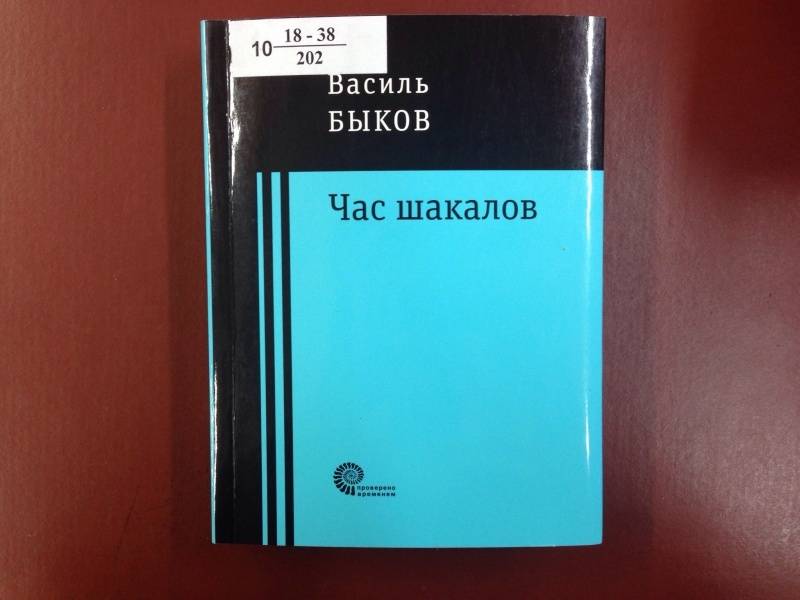 10 18 - 38
202
Василь
БЫКОВ
Час шакалов
проверено
временем